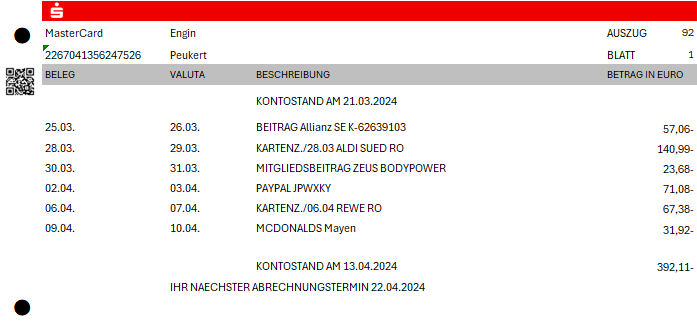 MasterCard Engin AUSZUG 92
2267041356247526 Peukert BLATT 1
BELEG VALUTA BESCHREIBUNG BETRAG IN EURO
KONTOSTAND AM 21.03.2024
25.03. 26.03. BEITRAG Allianz SE K-62639103 57,06-
28.03. 29.03. KARTENZ./28.03 ALDI SUED RO 140,99-
30.03. 31.03. MITGLIEDSBEITRAG ZEUS BODYPOWER 23,68-
02.04. 03.04. PAYPAL JPWXKY 71,08-
06.04. 07.04. KARTENZ./06.04 REWE RO 67,38-
09.04. 10.04. MCDONALDS Mayen 31,92-
KONTOSTAND AM 13.04.2024 392,11-
IHR NAECHSTER ABRECHNUNGSTERMIN 22.04.2024